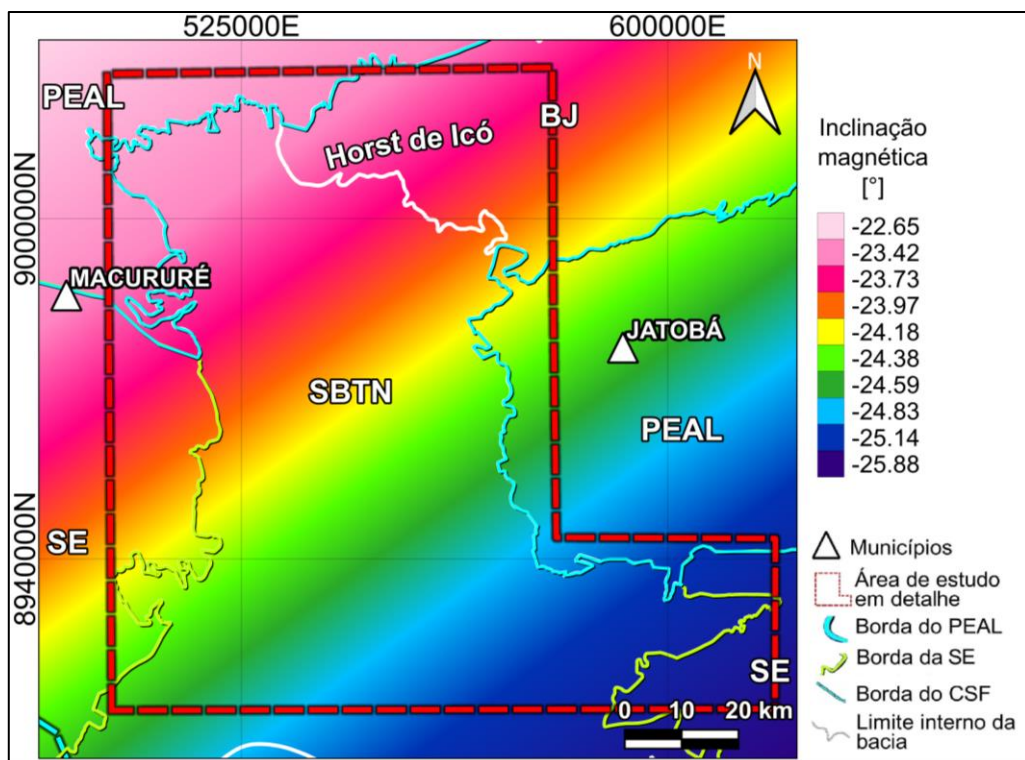 525000E
600000E
PEAL
BJ
N
Horst de Icó
9000000N
MACURURÉ
JATOBÁ
SBTN
PEAL
SE
8940000N
SE
0 10 20 km
Inclinação
magnética
[°]
-22.65
-23.42
-23.73
-23.97
-24.18
-24.38
-24.59
-24.83
-25.14
-25.88
Municípios
Área de estudo
em detalhe
Borda do PEAL
Borda da SE
Borda do CSF
Limite interno da
bacia